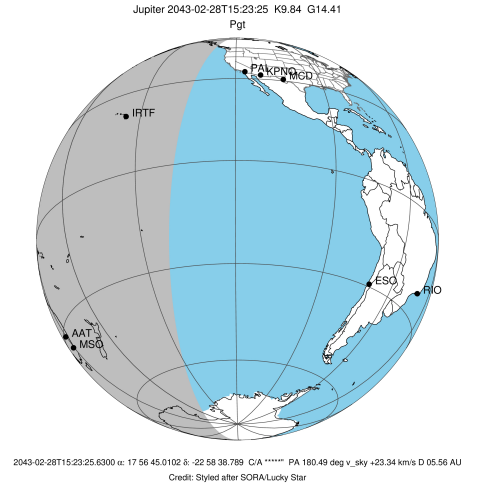 Jupiter 2043-02-28T15:23:25 K9.84 G14.41
Pgt
PAL KPNO MCD
IRTF
ESO
RIO
AAT
MSO
2043-02-28T15:23:25.6300 α: 17 56 45.0102 δ: -22 58 38.789 C/A *****" PA 180.49 deg v_sky +23.34 km/s D 05.56 AU
Credit: Styled after SORA/Lucky Star